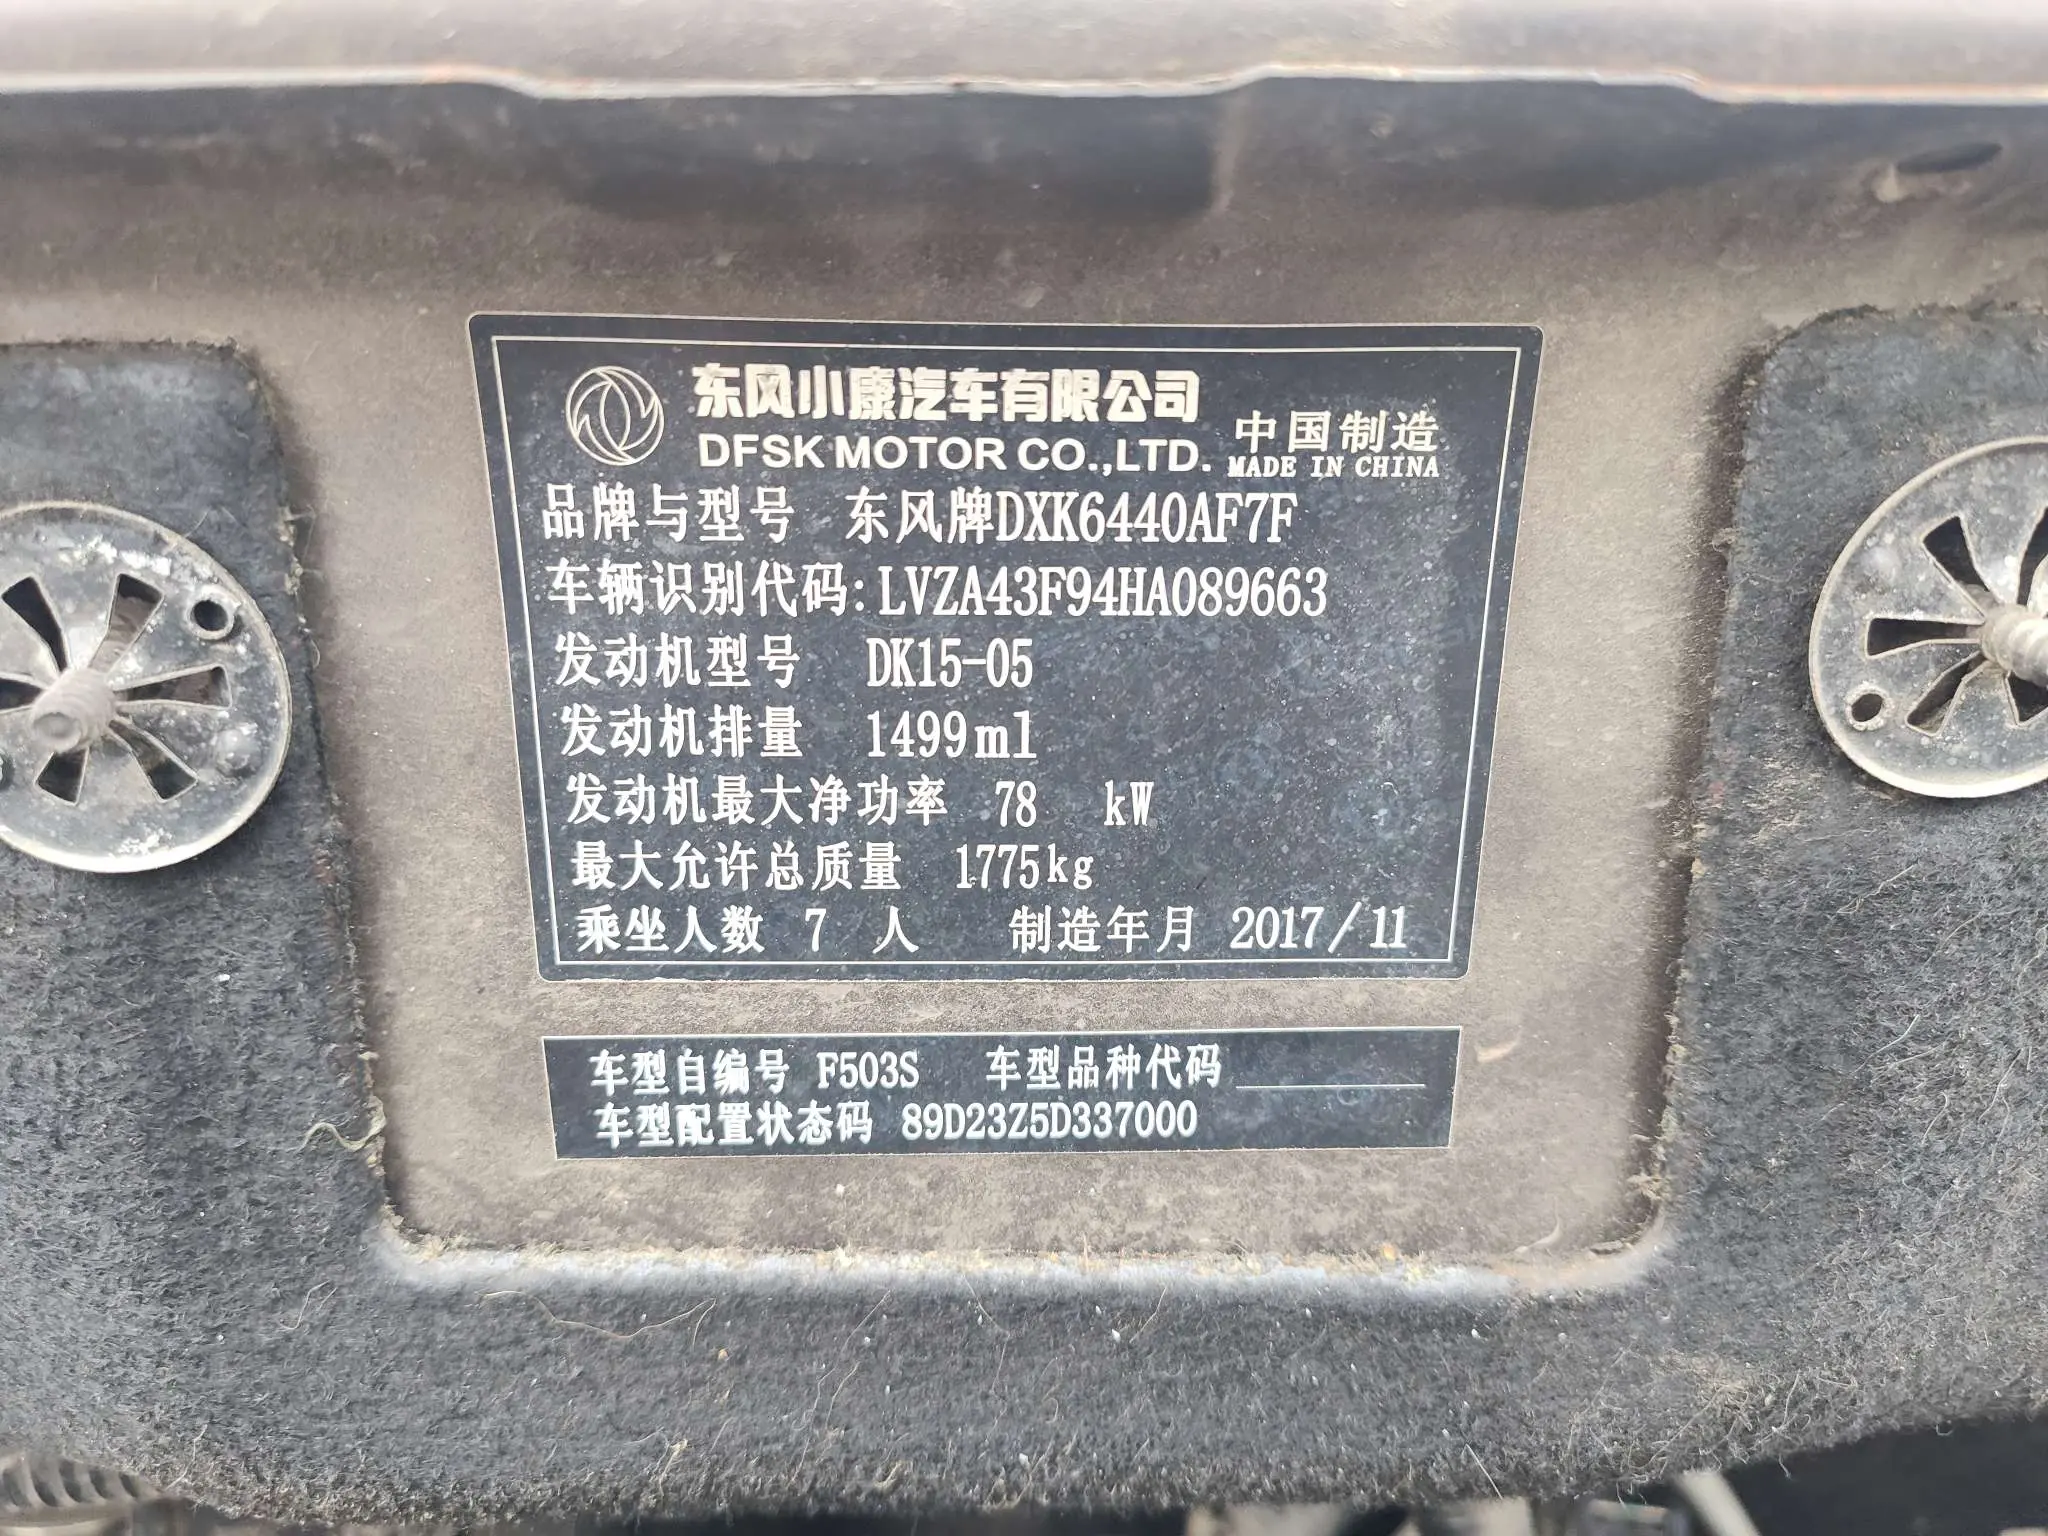 东风小康汽车有限公司
DFSK MOTOR CO.,LTD.
中国制造
MADE IN CHINA
品牌与型号 东风牌DXK6440AF7F
车辆识别代码: LVZA43F94HA089663
发动机型号 DK15-05
发动机排量 1499ml
发动机最大净功率 78 kW
最大允许总质量 1775kg
乘坐人数 7 人 制造年月 2017/11
车型自编号 F503S 车型品种代码
车型配置状态码 89D23Z5D337000